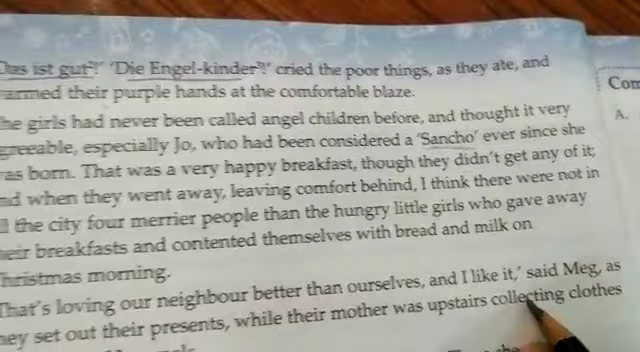 Das ist gut²!' 'Die Engel-kinder³!' cried the poor things, as they ate, and
warmed their purple hands at the comfortable blaze.
The girls had never been called angel children before, and thought it very
agreeable, especially Jo, who had been considered a 'Sancho' ever since she
was born. That was a very happy breakfast, though they didn't get any of it;
and when they went away, leaving comfort behind, I think there were not in
all the city four merrier people than the hungry little girls who gave away
their breakfasts and contented themselves with bread and milk on
Christmas morning.
That's loving our neighbour better than ourselves, and I like it,' said Meg, as
they set out their presents, while their mother was upstairs collecting clothes
Com
A.